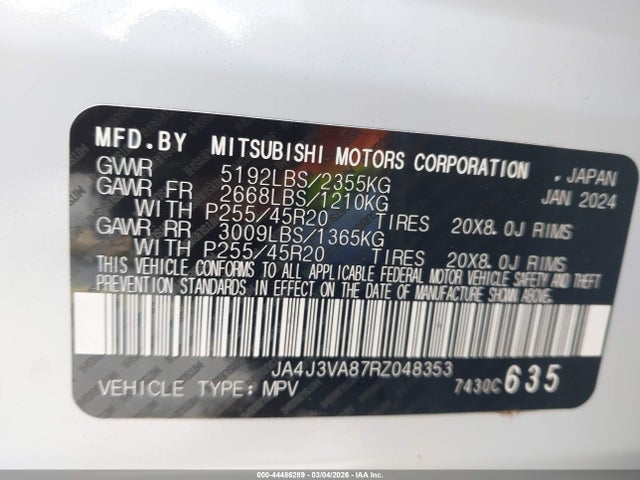 MFD.BY MITSUBISHI MOTORS CORPORATION . JAPAN
GVWR 5192LBS/2355KG JAN 2024
GAWR FR 2668LBS/1210KG
WITH P255/45R20 TIRES 20X8.0J RIMS
GAWR RR 3009LBS/1365KG
WITH P255/45R20 TIRES 20X8.0J RIMS
THIS VEHICLE CONFORMS TO ALL APPLICABLE FEDERAL MOTOR VEHICLE SAFETY AND THEFT
PREVENTION STANDARDS IN EFFECT ON THE DATE OF MANUFACTURE SHOWN ABOVE.
JA4J3VA87RZ048353
VEHICLE TYPE:MPV 7430C635
000-44486289 - 03/04/2026 - IAA Corp.